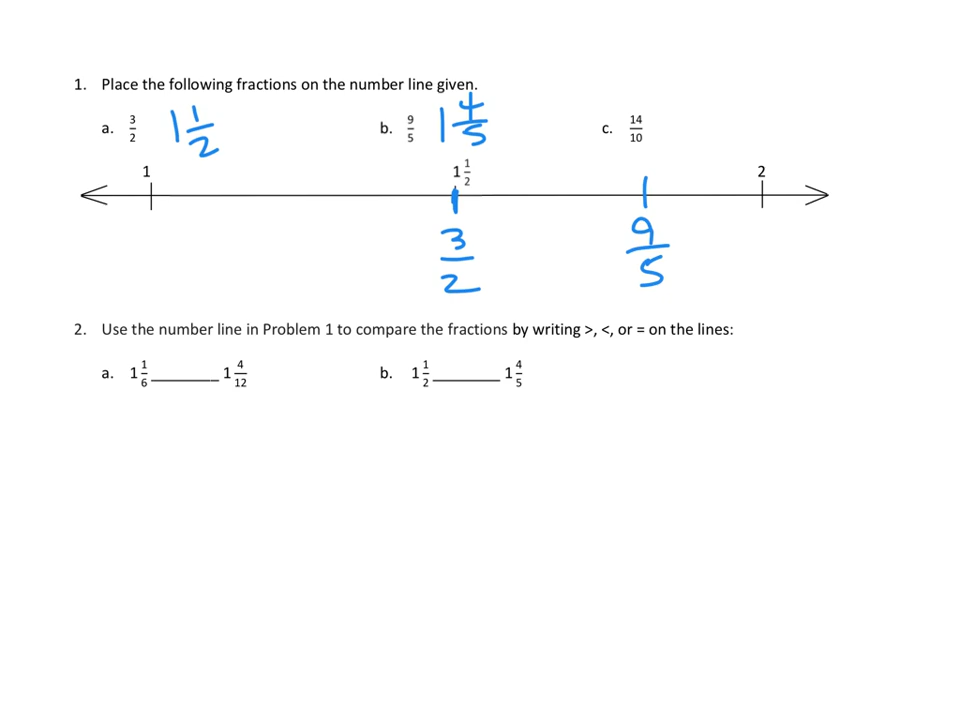 1. Place the following fractions on the number line given.
a. 3/2 1 1/2 b. 9/5 1 4/5 c. 14/10
1 1 1/2 2
3/2 9/5
2. Use the number line in Problem 1 to compare the fractions by writing >, <, or = on the lines:
a. 1 1/6 ________ 1 4/12 b. 1 1/2 ________ 1 4/5